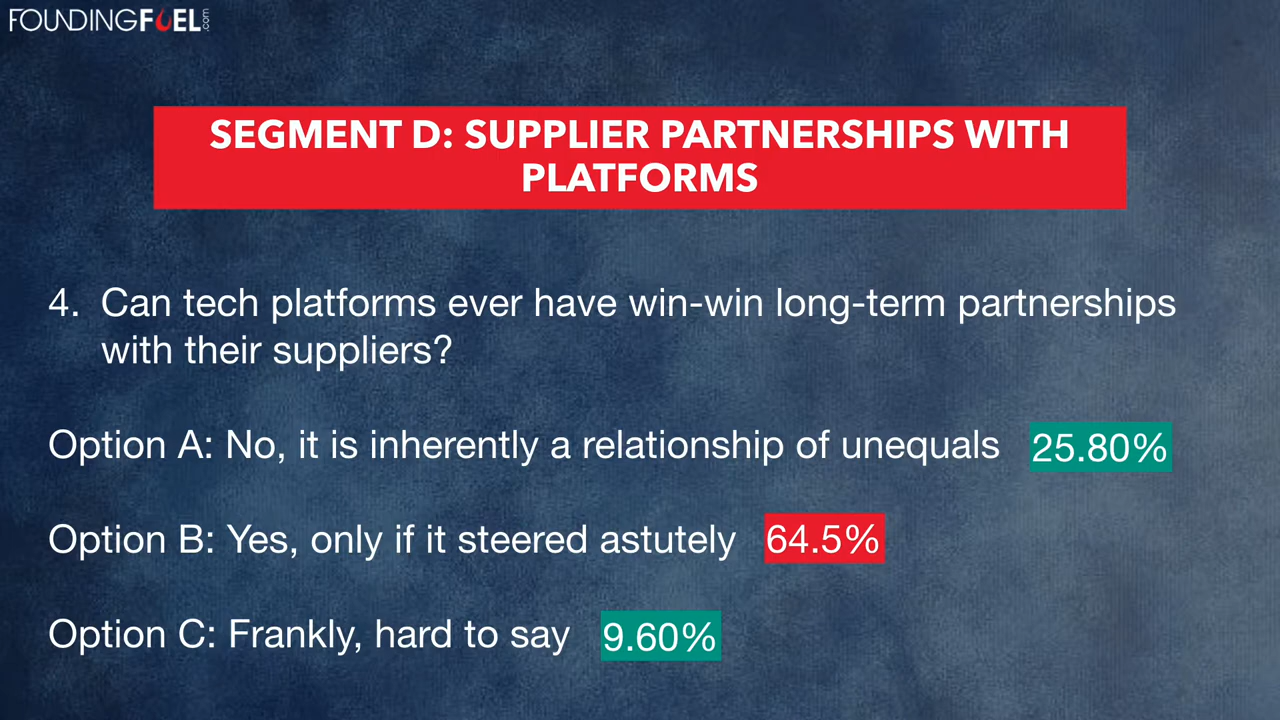 FOUNDINGFUEL.com
SEGMENT D: SUPPLIER PARTNERSHIPS WITH
PLATFORMS
4. Can tech platforms ever have win-win long-term partnerships
with their suppliers?
Option A: No, it is inherently a relationship of unequals 25.80%
Option B: Yes, only if it steered astutely 64.5%
Option C: Frankly, hard to say 9.60%